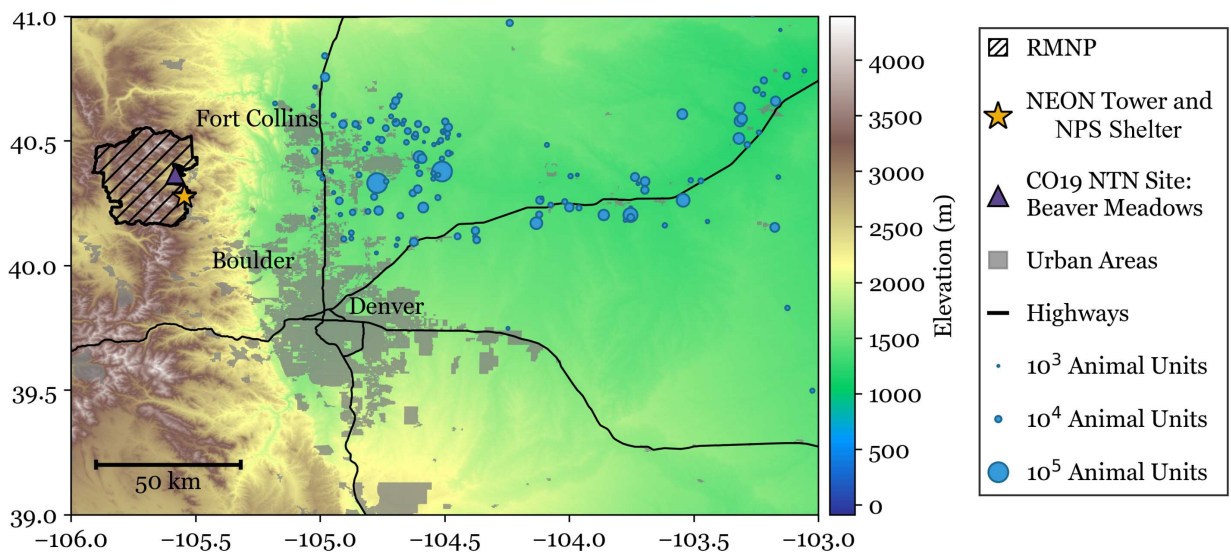 41.0
40.5
40.0
39.5
39.0
−106.0
−105.5
−105.0
−104.5
−104.0
−103.5
−103.0
Fort Collins
Boulder
Denver
50 km
4000
3500
3000
2500
2000
1500
1000
500
0
Elevation (m)
RMNP
NEON Tower and
NPS Shelter
CO19 NTN Site:
Beaver Meadows
Urban Areas
Highways
10³ Animal Units
10⁴ Animal Units
10⁵ Animal Units